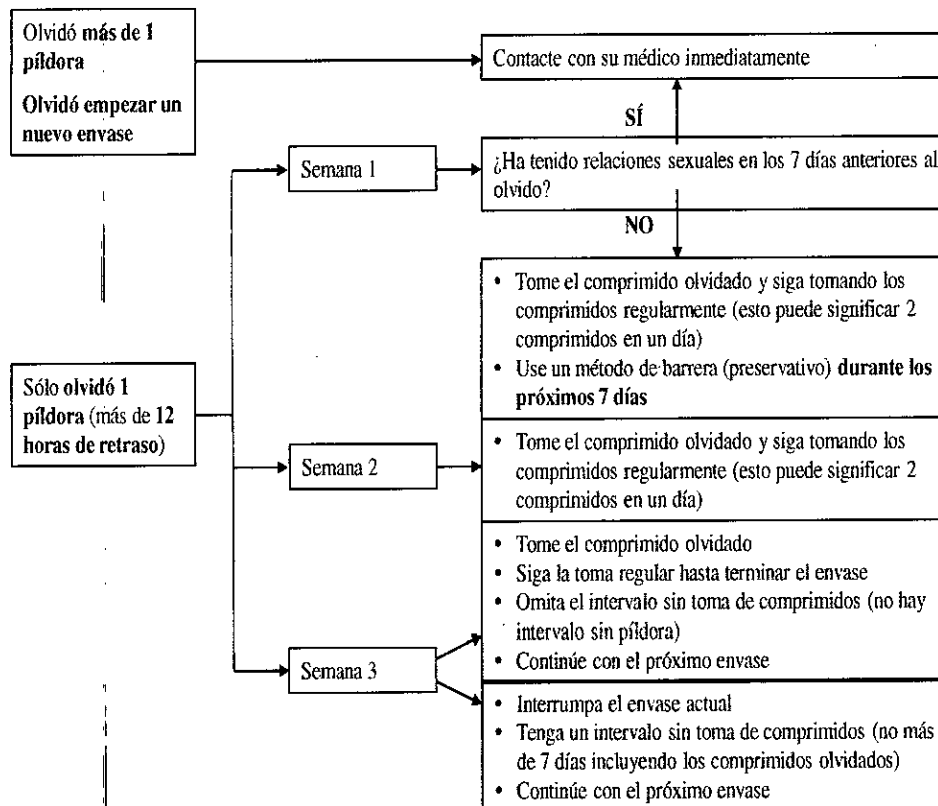 Olvidó más de 1
píldora
Olvidó empezar un
nuevo envase
Contacte con su médico inmediatamente
SÍ
Semana 1
¿Ha tenido relaciones sexuales en los 7 días anteriores al
olvido?
NO
• Tome el comprimido olvidado y siga tomando los
comprimidos regularmente (esto puede significar 2
comprimidos en un día)
• Use un método de barrera (preservativo) durante los
próximos 7 días
Sólo olvidó 1
píldora (más de 12
horas de retraso)
Semana 2
Tome el comprimido olvidado y siga tomando los
comprimidos regularmente (esto puede significar 2
comprimidos en un día)
Semana 3
• Tome el comprimido olvidado
• Siga la toma regular hasta terminar el envase
• Omita el intervalo sin toma de comprimidos (no hay
intervalo sin píldora)
• Continúe con el próximo envase
• Interrumpa el envase actual
• Tenga un intervalo sin toma de comprimidos (no más
de 7 días incluyendo los comprimidos olvidados)
• Continúe con el próximo envase